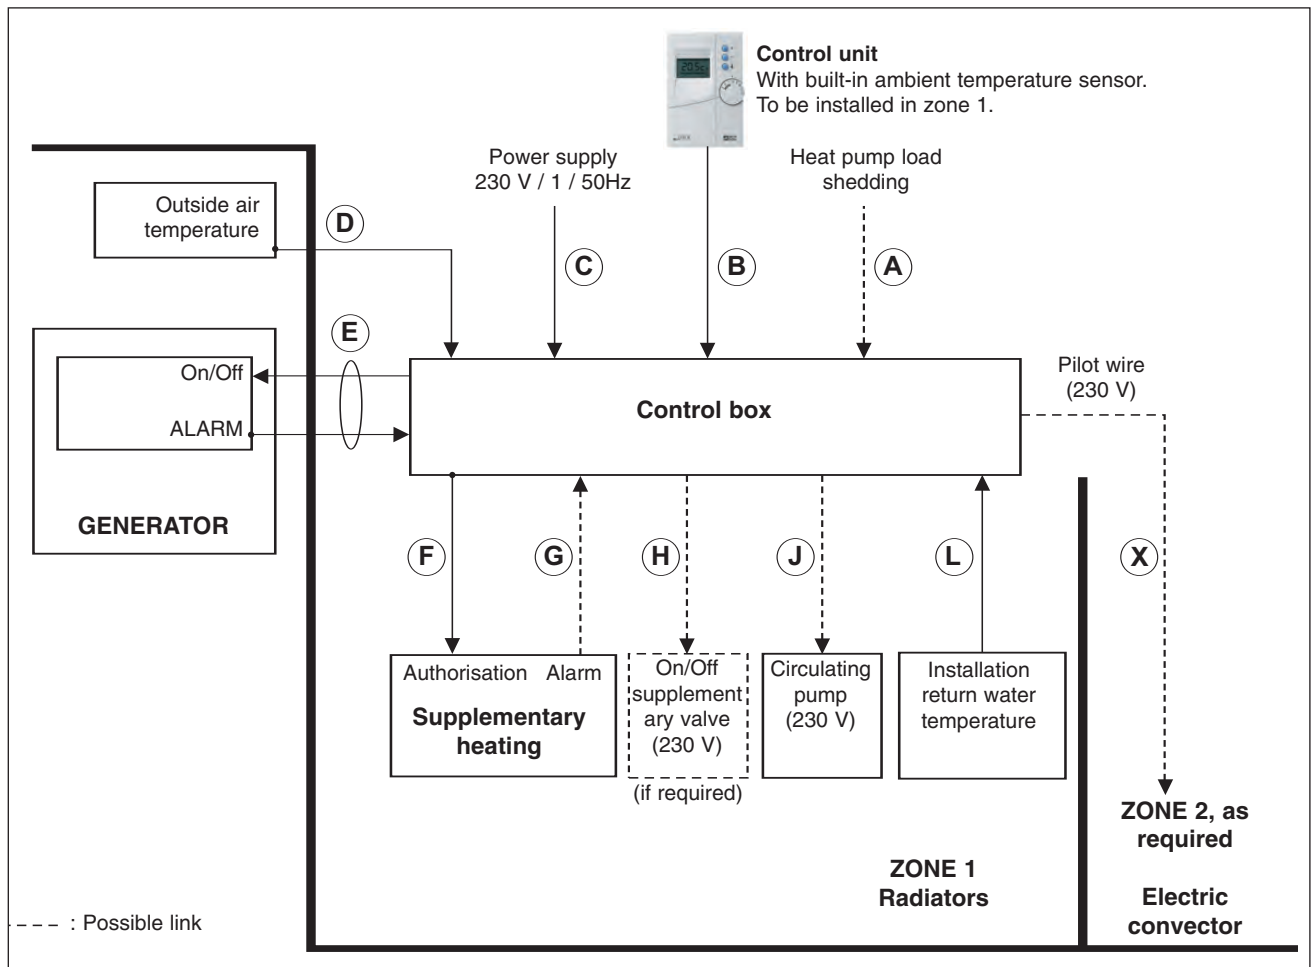 Control unit
With built-in ambient temperature sensor.
To be installed in zone 1.
Power supply
230 V / 1 / 50Hz
Heat pump load
shedding
Outside air
temperature
D
C
B
A
E
On/Off
ALARM
GENERATOR
Control box
Pilot wire
(230 V)
F
G
H
J
L
X
Authorisation Alarm
Supplementary
heating
On/Off
supplement
ary valve
(230 V)
(if required)
Circulating
pump
(230 V)
Installation
return water
temperature
ZONE 2, as
required
ZONE 1
Radiators
Electric
convector
---- : Possible link